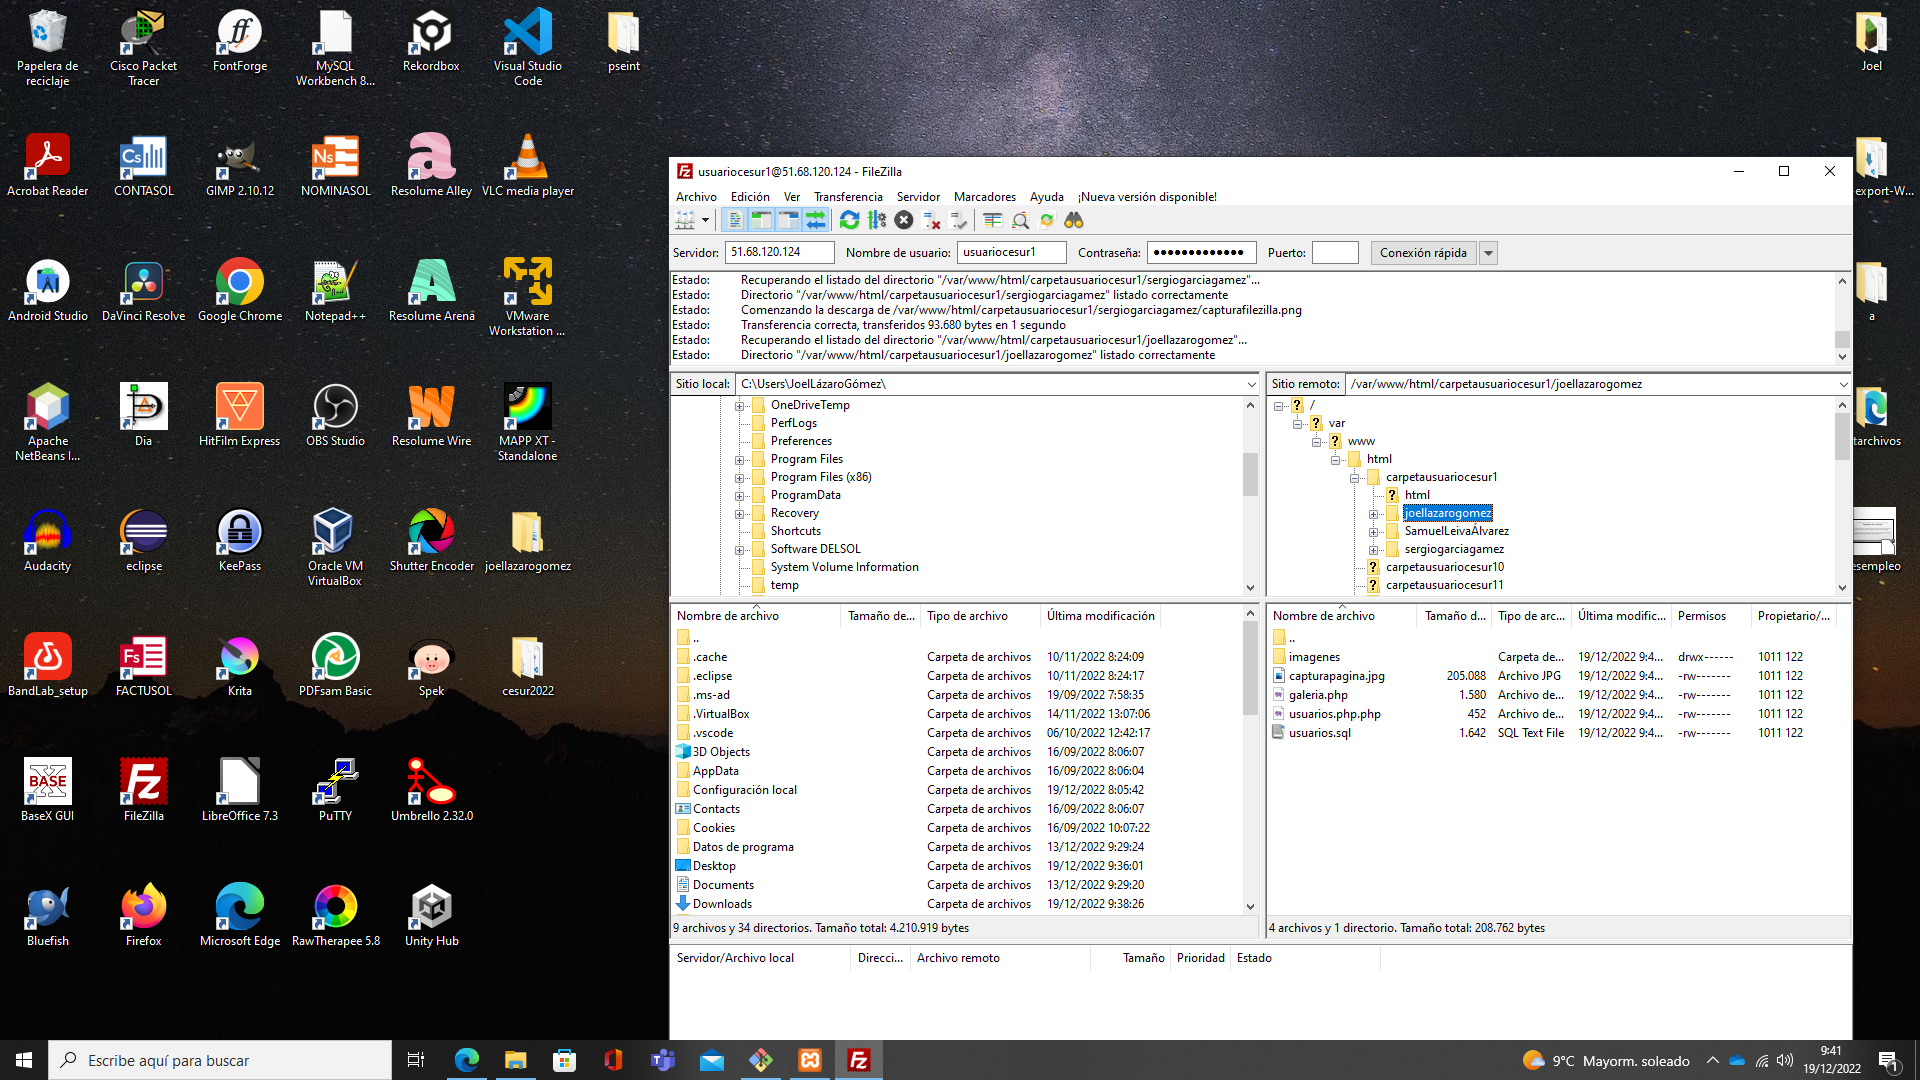 Papelera de reciclaje
Cisco Packet Tracer
FontForge
MySQL Workbench 8...
Rekordbox
Visual Studio Code
pseint
Joel
Acrobat Reader
CONTASOL
GIMP 2.10.12
NOMINASOL
Resolume Alley
VLC media player
-export-W...
Android Studio
DaVinci Resolve
Google Chrome
Notepad++
Resolume Arena
VMware Workstation ...
a
Apache NetBeans I...
Dia
HitFilm Express
OBS Studio
Resolume Wire
MAPP XT - Standalone
tarchivos
Audacity
eclipse
KeePass
Oracle VM VirtualBox
Shutter Encoder
joellazarogomez
esempleo
BandLab_setup
FACTUSOL
Krita
PDFsam Basic
Spek
cesur2022
BaseX GUI
FileZilla
LibreOffice 7.3
PuTTY
Umbrello 2.32.0
Bluefish
Firefox
Microsoft Edge
RawTherapee 5.8
Unity Hub
usuariocesur1@51.68.120.124 - FileZilla
Archivo Edición Ver Transferencia Servidor Marcadores Ayuda ¡Nueva versión disponible!
Servidor: 51.68.120.124 Nombre de usuario: usuariocesur1 Contraseña: ●●●●●●●●●●●●● Puerto: Conexión rápida
Estado: Recuperando el listado del directorio "/var/www/html/carpetausuariocesur1/sergiogarciagamez"...
Estado: Directorio "/var/www/html/carpetausuariocesur1/sergiogarciagamez" listado correctamente
Estado: Comenzando la descarga de /var/www/html/carpetausuariocesur1/sergiogarciagamez/capturafilezilla.png
Estado: Transferencia correcta, transferidos 93.680 bytes en 1 segundo
Estado: Recuperando el listado del directorio "/var/www/html/carpetausuariocesur1/joellazarogomez"...
Estado: Directorio "/var/www/html/carpetausuariocesur1/joellazarogomez" listado correctamente
Sitio local: C:\Users\JoelLázaroGómez\
OneDriveTemp
PerfLogs
Preferences
Program Files
Program Files (x86)
ProgramData
Recovery
Shortcuts
Software DELSOL
System Volume Information
temp
Sitio remoto: /var/www/html/carpetausuariocesur1/joellazarogomez
/
var
www
html
carpetausuariocesur1
html
joellazarogomez
SamuelLeivaÁlvarez
sergiogarciagamez
carpetausuariocesur10
carpetausuariocesur11
Nombre de archivo Tamaño de... Tipo de archivo Última modificación
..
.cache Carpeta de archivos 10/11/2022 8:24:09
.eclipse Carpeta de archivos 10/11/2022 8:24:17
.ms-ad Carpeta de archivos 19/09/2022 7:58:35
.VirtualBox Carpeta de archivos 14/11/2022 13:07:06
.vscode Carpeta de archivos 06/10/2022 12:42:17
3D Objects Carpeta de archivos 16/09/2022 8:06:07
AppData Carpeta de archivos 16/09/2022 8:06:04
Configuración local Carpeta de archivos 19/12/2022 8:05:42
Contacts Carpeta de archivos 16/09/2022 8:06:07
Cookies Carpeta de archivos 16/09/2022 10:07:22
Datos de programa Carpeta de archivos 13/12/2022 9:29:24
Desktop Carpeta de archivos 19/12/2022 9:36:01
Documents Carpeta de archivos 13/12/2022 9:29:20
Downloads Carpeta de archivos 19/12/2022 9:38:26
9 archivos y 34 directorios. Tamaño total: 4.210.919 bytes
Nombre de archivo Tamaño d... Tipo de arc... Última modific... Permisos Propietario/...
..
imagenes Carpeta de... 19/12/2022 9:4... drwx------ 1011 122
capturapagina.jpg 205.088 Archivo JPG 19/12/2022 9:4... -rw------- 1011 122
galeria.php 1.580 Archivo de... 19/12/2022 9:4... -rw------- 1011 122
usuarios.php.php 452 Archivo de... 19/12/2022 9:4... -rw------- 1011 122
usuarios.sql 1.642 SQL Text File 19/12/2022 9:4... -rw------- 1011 122
4 archivos y 1 directorio. Tamaño total: 208.762 bytes
Servidor/Archivo local Direcci... Archivo remoto Tamaño Prioridad Estado
Escribe aquí para buscar
9°C Mayorm. soleado
9:41
19/12/2022
1